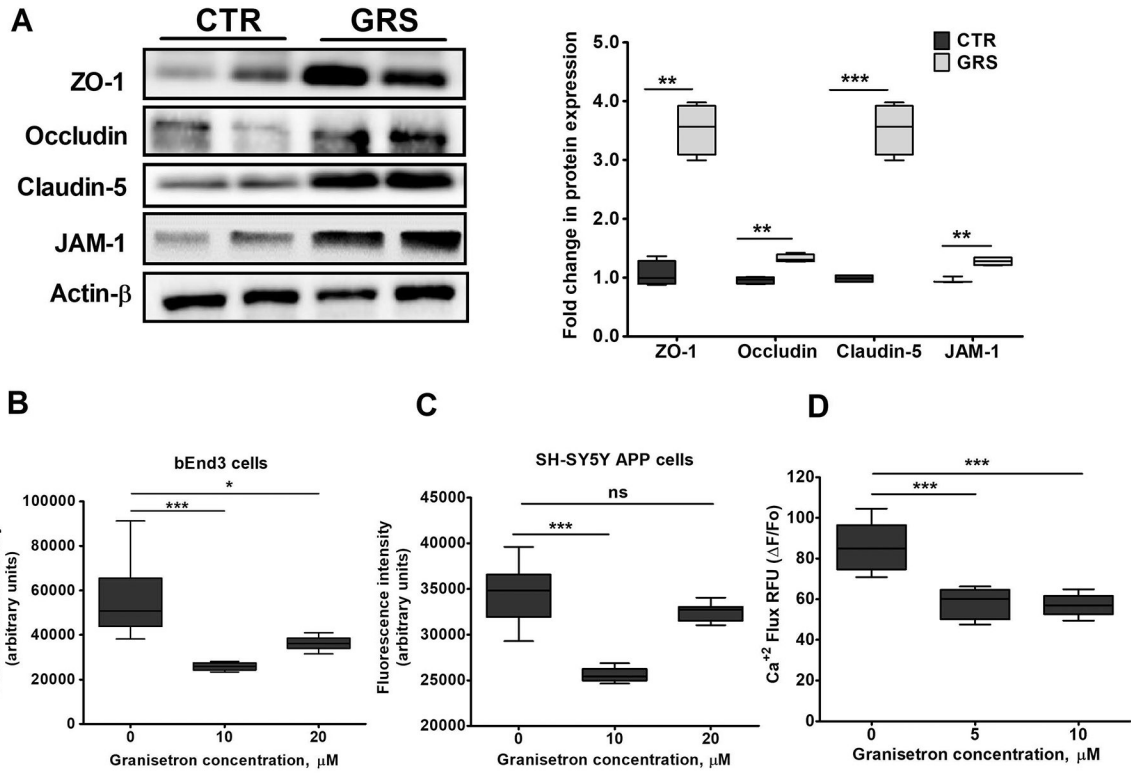 A
CTR GRS
ZO-1
Occludin
Claudin-5
JAM-1
Actin-β
Fold change in protein expression
5.0
4.0
3.0
2.0
1.0
0.0
CTR
GRS
**
**
***
**
ZO-1 Occludin Claudin-5 JAM-1
B
bEnd3 cells
(arbitrary units)
100000
80000
60000
40000
20000
0
*
***
0 10 20
Granisetron concentration, μM
C
SH-SY5Y APP cells
Fluorescence intensity
(arbitrary units)
45000
40000
35000
30000
25000
20000
ns
***
0 10 20
Granisetron concentration, μM
D
Ca+2 Flux RFU (ΔF/Fo)
120
100
80
60
40
20
0
***
***
0 5 10
Granisetron concentration, μM